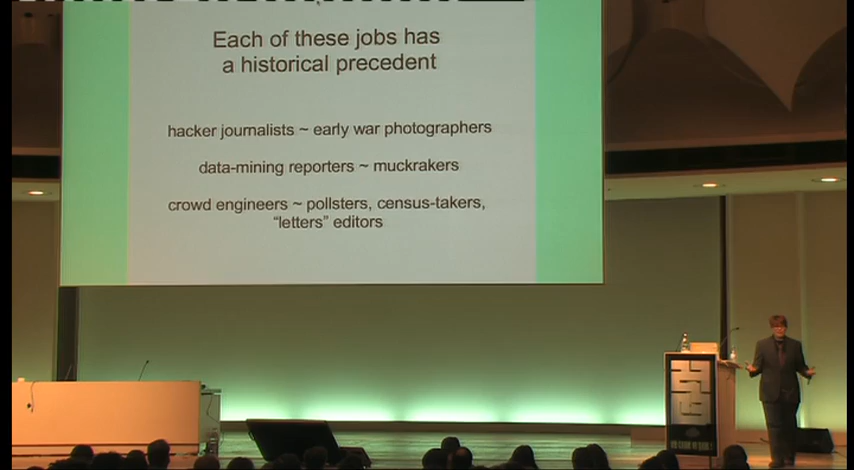 Each of these jobs has
a historical precedent
hacker journalists ~ early war photographers
data-mining reporters ~ muckrakers
crowd engineers ~ pollsters, census-takers,
“letters” editors